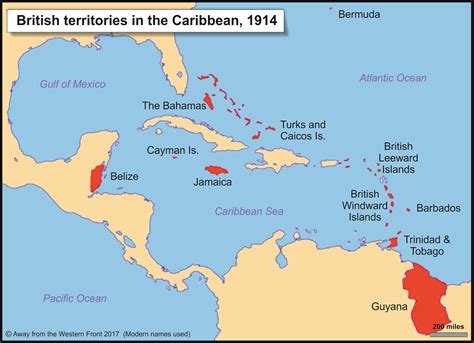 British territories in the Caribbean, 1914
Bermuda
Gulf of Mexico
Atlantic Ocean
The Bahamas
Turks and
Caicos Is.
Cayman Is.
British
Leeward
Islands
Belize
Jamaica
British
Windward
Islands
Barbados
Caribbean Sea
Trinidad &
Tobago
Pacific Ocean
Guyana
200 miles
© Away from the Western Front 2017 (Modern names used)